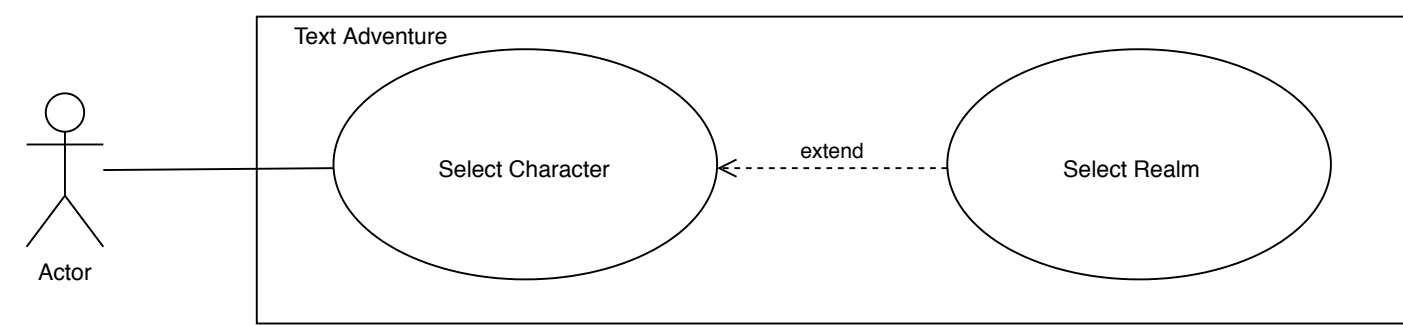 Text Adventure
Select Character
extend
Select Realm
Actor